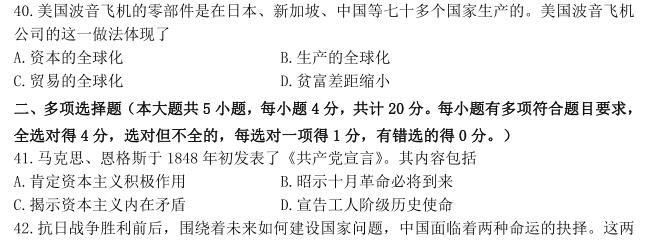 40.美国波音飞机的零部件是在日本、新加坡、中国等七十多个国家生产的。美国波音飞机
公司的这一做法体现了
A.资本的全球化 B.生产的全球化
C.贸易的全球化 D.贫富差距缩小
二、多项选择题（本大题共 5 小题，每小题 4 分，共计 20 分。每小题有多项符合题目要求，
全选对得 4 分，选对但不全的，每选对一项得 1 分，有错选的得 0 分。）
41.马克思、恩格斯于 1848 年初发表了《共产党宣言》。其内容包括
A.肯定资本主义积极作用 B.昭示十月革命必将到来
C.揭示资本主义内在矛盾 D.宣告工人阶级历史使命
42.抗日战争胜利前后，围绕着未来如何建设国家问题，中国面临着两种命运的抉择。这两